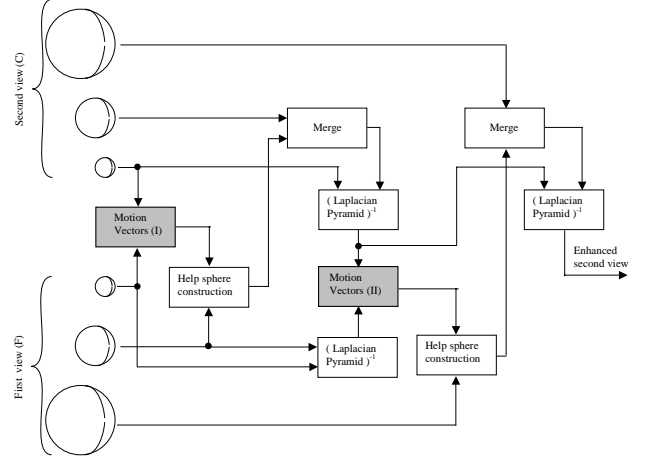 Second view (C)
Merge
Merge
( Laplacian
Pyramid )⁻¹
( Laplacian
Pyramid )⁻¹
Motion
Vectors (I)
Enhanced
second view
Help sphere
construction
Motion
Vectors (II)
First view (F)
( Laplacian
Pyramid )⁻¹
Help sphere
construction